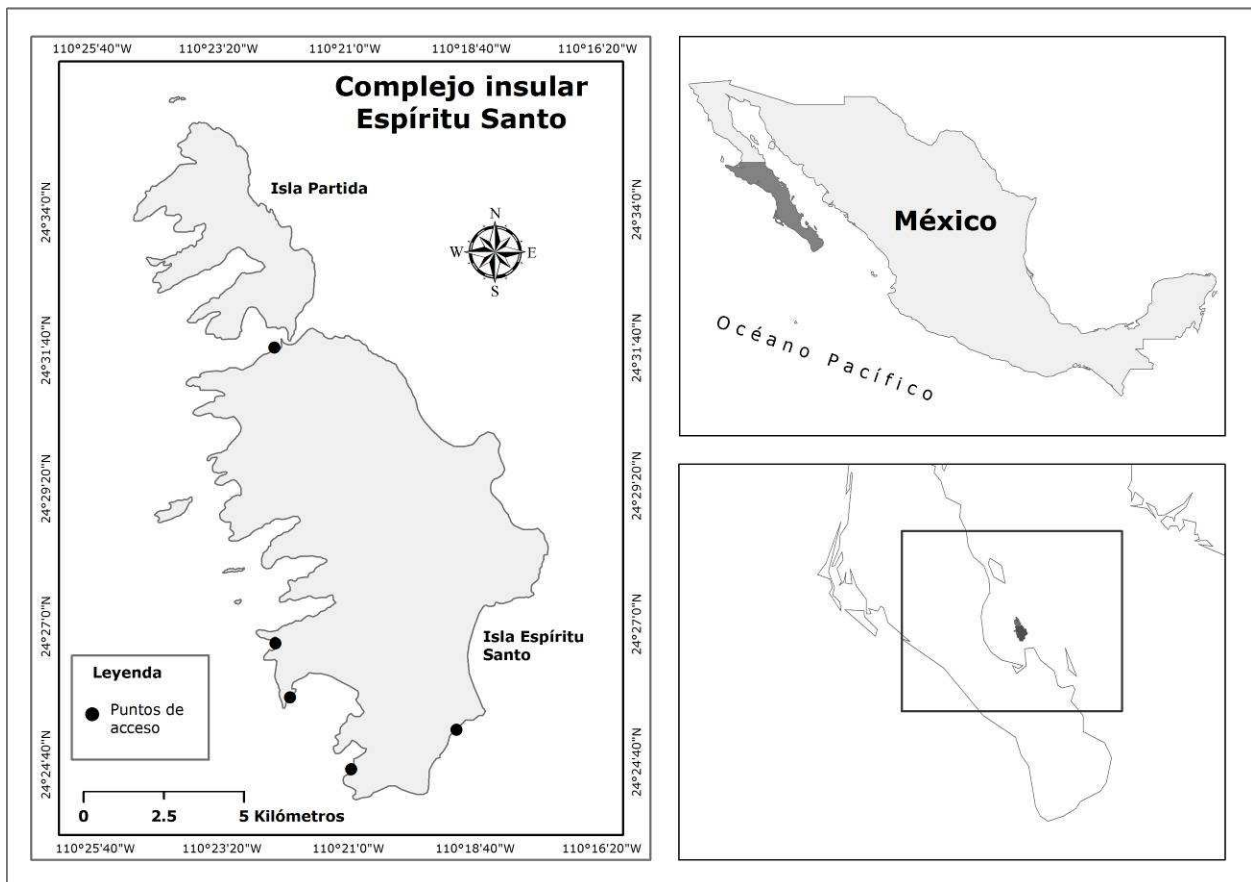 110°25'40"W 110°23'20"W 110°21'0"W 110°18'40"W 110°16'20"W
Complejo insular
Espíritu Santo
Isla Partida
N
W E
S
24°34'0"N
24°31'40"N
24°29'20"N
24°27'0"N
24°24'40"N
24°34'0"N
24°31'40"N
24°29'20"N
24°27'0"N
24°24'40"N
Isla Espíritu
Santo
Leyenda
Puntos de
acceso
0 2.5 5 Kilómetros
110°25'40"W 110°23'20"W 110°21'0"W 110°18'40"W 110°16'20"W
México
Océano Pacífico